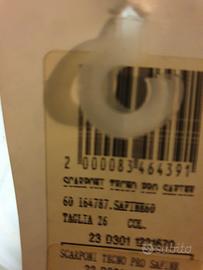 2 000083 464391
SCARPONI TECNO PRO SAFINE
60 164787.SAFINE60
TAGLIA 26 COL.
23 0301
subito
SCARPONI TECNO PRO SAFINE